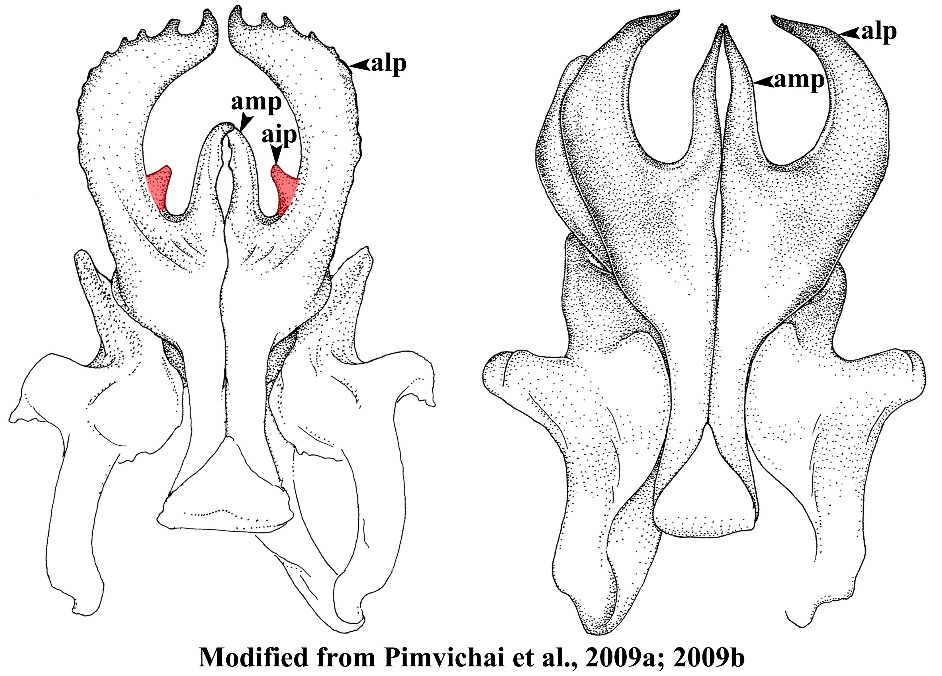 alp
amp
aip
alp
amp
Modified from Pimvichai et al., 2009a; 2009b